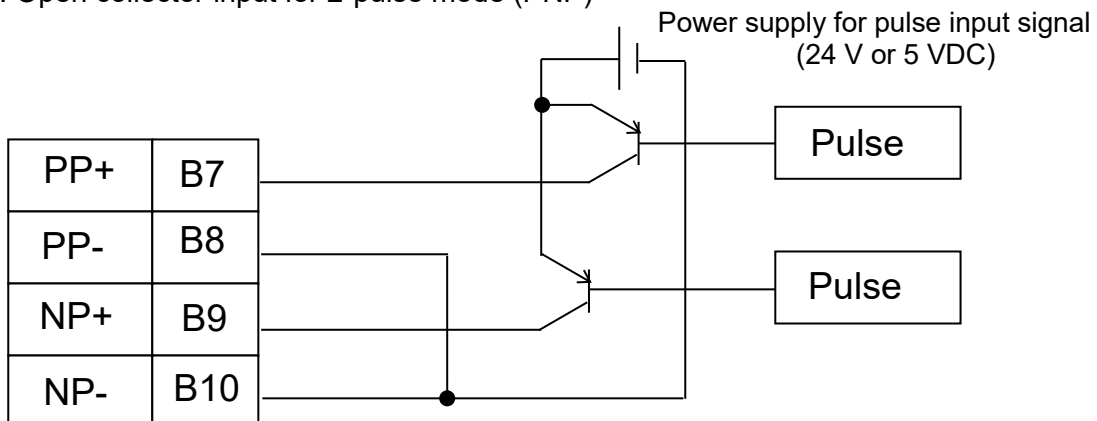 Power supply for pulse input signal
(24 V or 5 VDC)
Pulse
PP+ B7
PP- B8
Pulse
NP+ B9
NP- B10